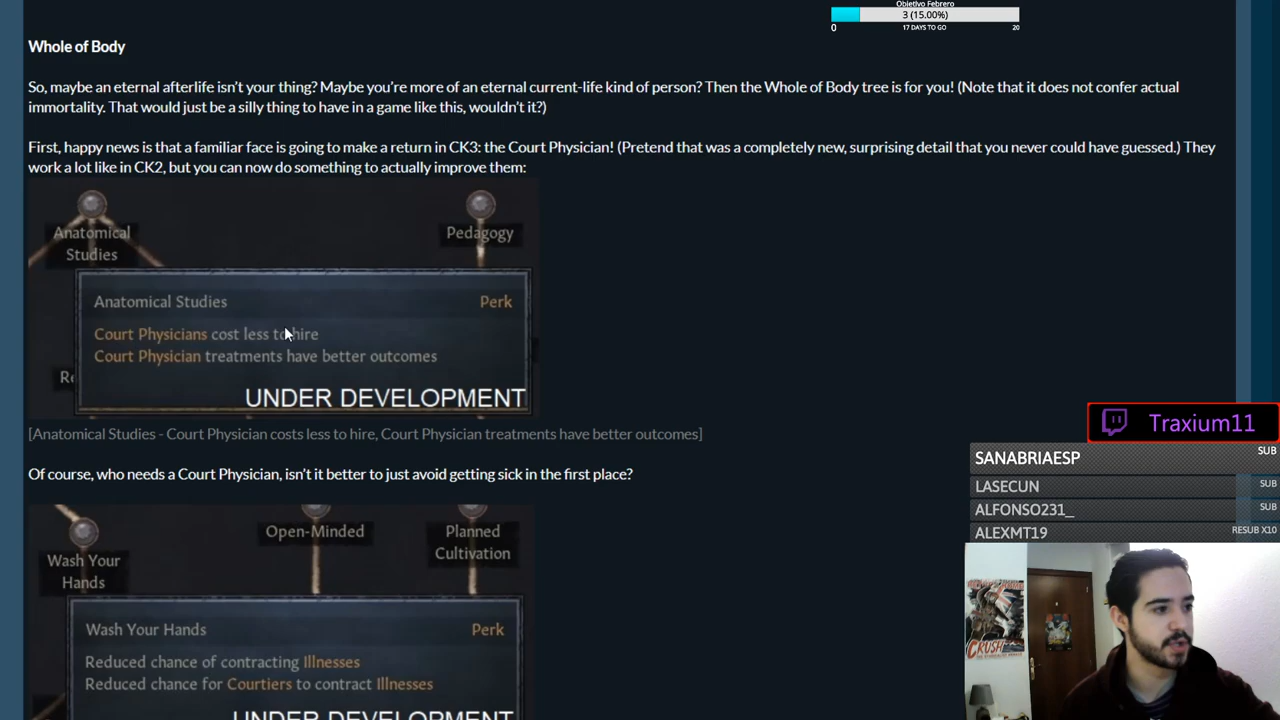 Obietivo Febrero
3 (15.00%)
0
17 DAYS TO GO
20
Whole of Body
So, maybe an eternal afterlife isn't your thing? Maybe you're more of an eternal current-life kind of person? Then the Whole of Body tree is for you! (Note that it does not confer actual
immortality. That would just be a silly thing to have in a game like this, wouldn't it?)
First, happy news is that a familiar face is going to make a return in CK3: the Court Physician! (Pretend that was a completely new, surprising detail that you never could have guessed.) They
work a lot like in CK2, but you can now do something to actually improve them:
Anatomical
Studies
Pedagogy
Anatomical Studies
Perk
Court Physicians cost less to hire
Court Physician treatments have better outcomes
Re
UNDER DEVELOPMENT
[Anatomical Studies - Court Physician costs less to hire, Court Physician treatments have better outcomes]
Traxium11
SANABRIAESP
SUB
Of course, who needs a Court Physician, isn't it better to just avoid getting sick in the first place?
LASECUN
SUB
ALFONSO231_
SUB
ALEXMT19
RESUB X10
Wash Your
Hands
Open-Minded
Planned
Cultivation
Wash Your Hands
Perk
Reduced chance of contracting Illnesses
Reduced chance for Courtiers to contract Illnesses
UNDER DEVELOPMENT
CRUSH